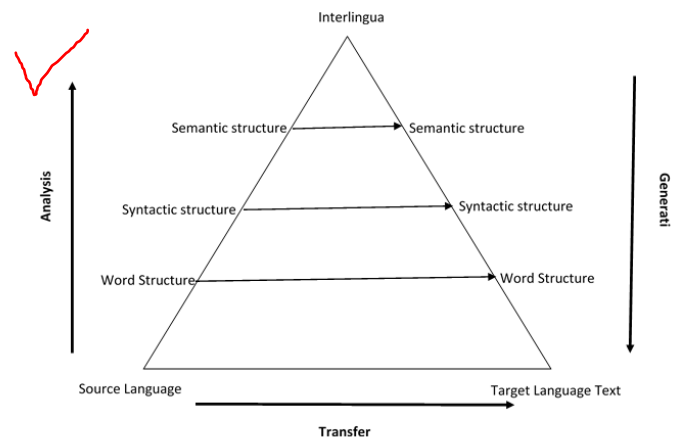 Interlingua
Semantic structure
Semantic structure
Analysis
Generati
Syntactic structure
Syntactic structure
Word Structure
Word Structure
Source Language
Target Language Text
Transfer